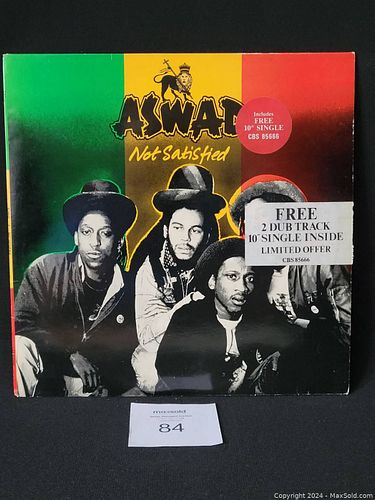 ASWAD
Not Satisfied
Includes
FREE
10" SINGLE
CBS 85666
FREE
2 DUB TRACK
10" SINGLE INSIDE
LIMITED OFFER
CBS 85666
maxsold
84
Copyright 2024 - MaxSold.com